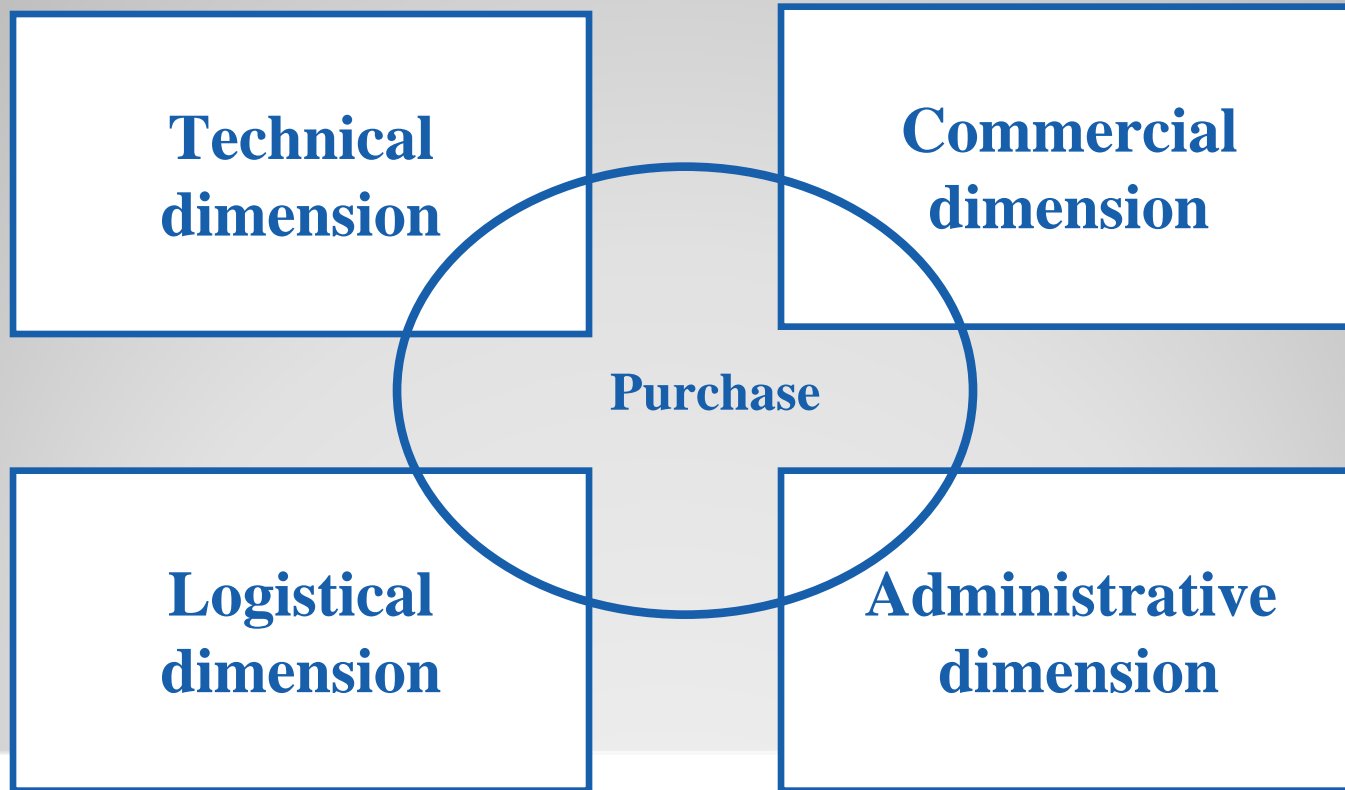 Technical
dimension
Commercial
dimension
Purchase
Logistical
dimension
Administrative
dimension